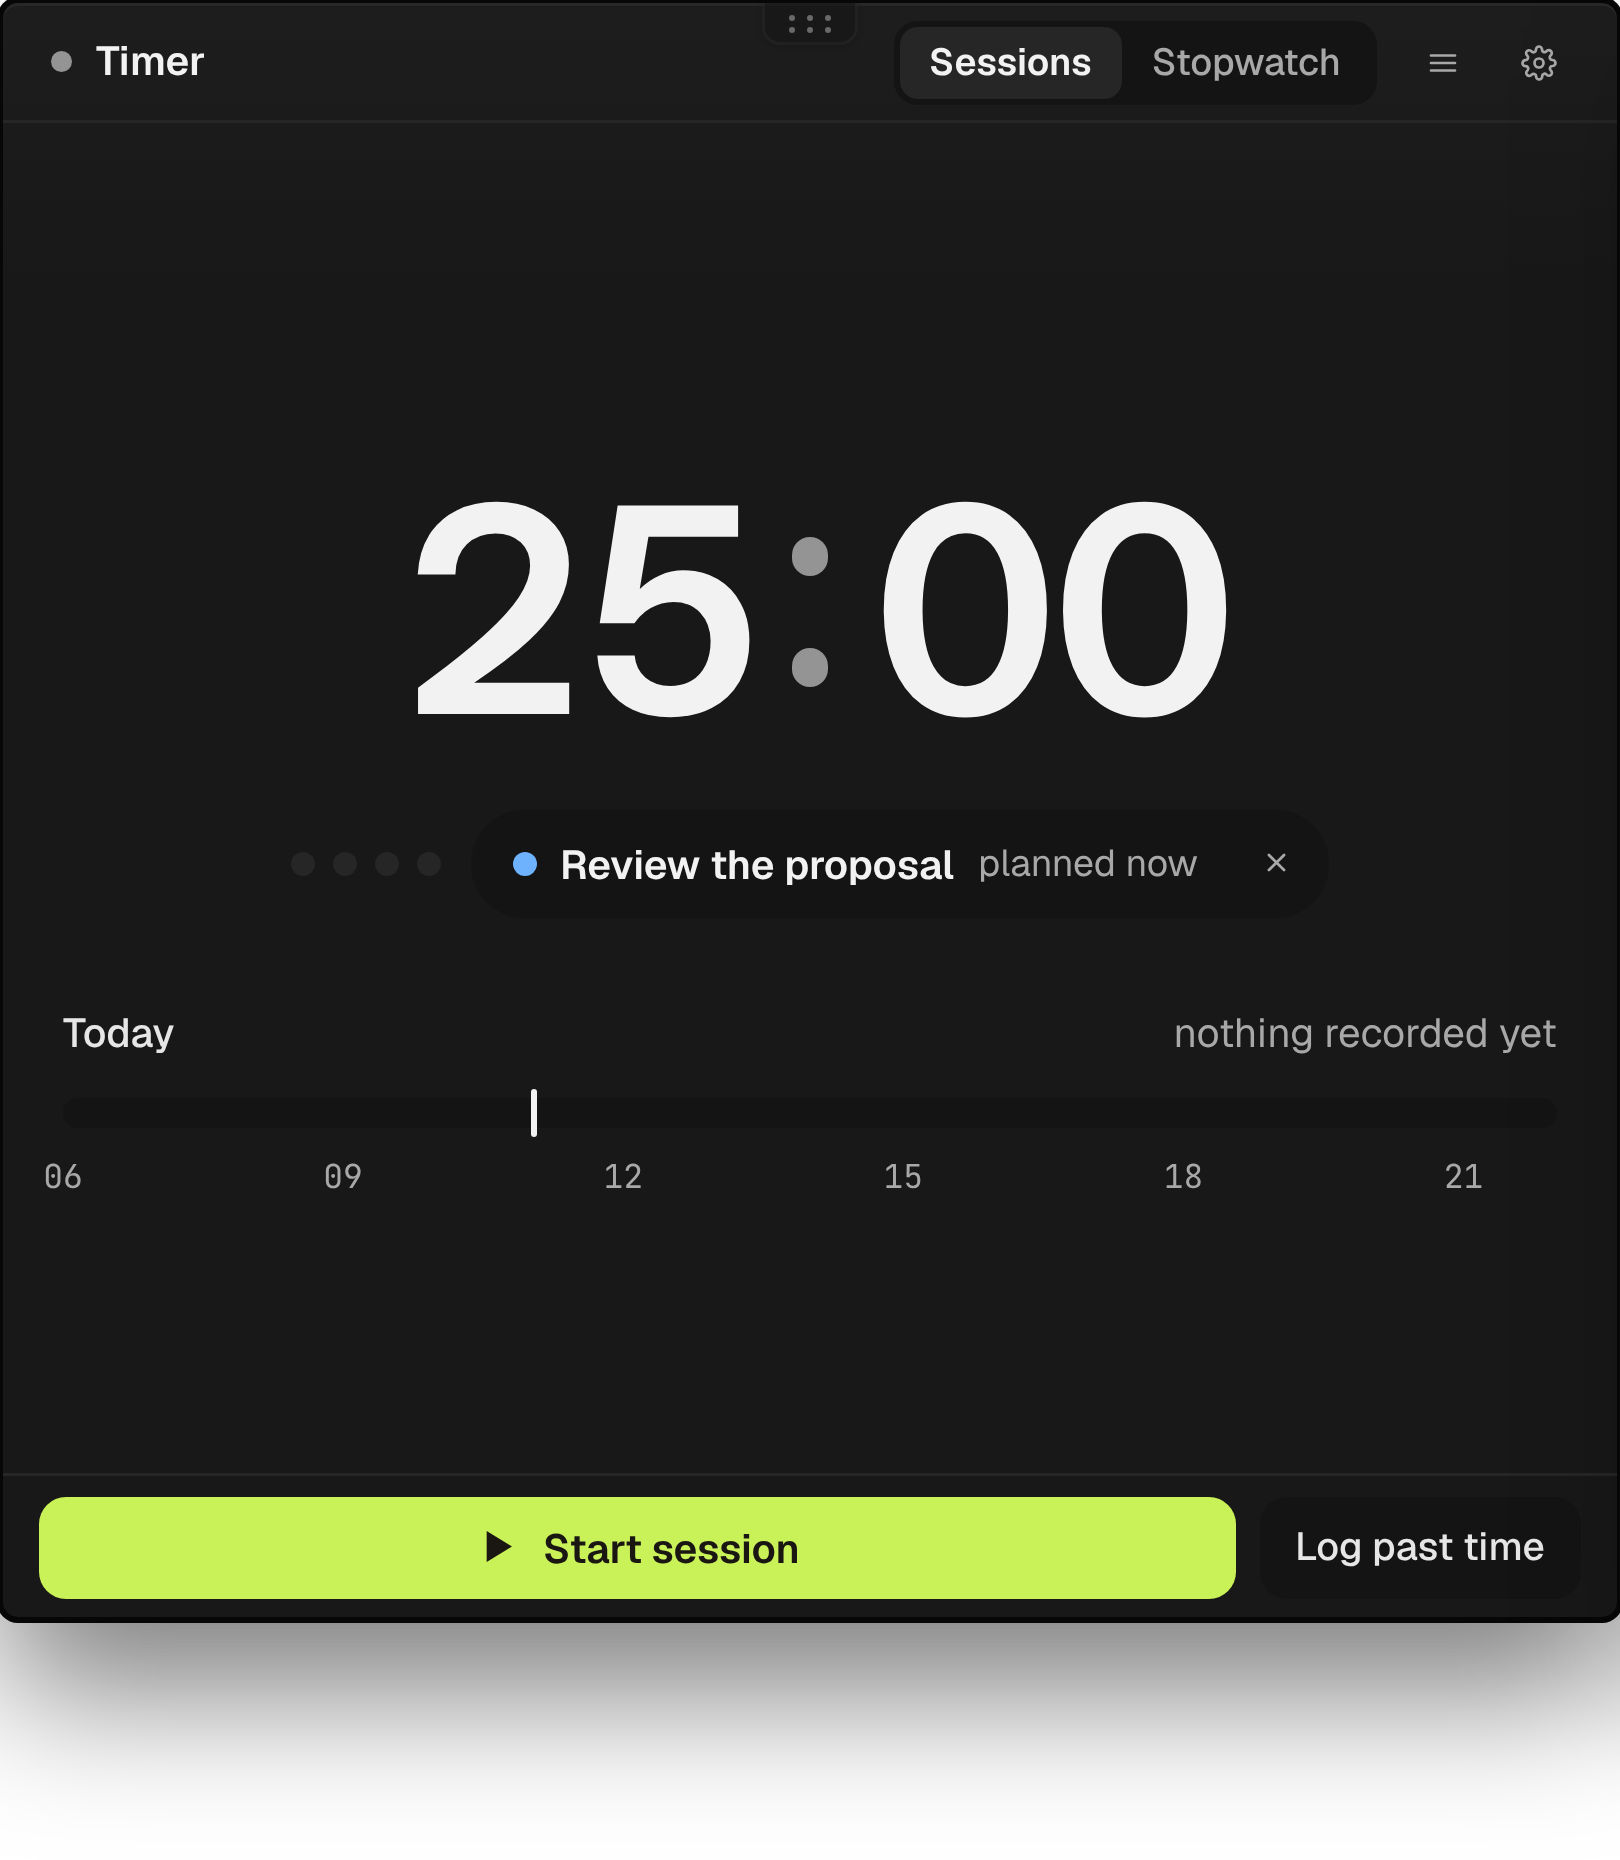 Timer
Sessions Stopwatch
25:00
Review the proposal planned now
Today nothing recorded yet
06 09 12 15 18 21
Start session Log past time